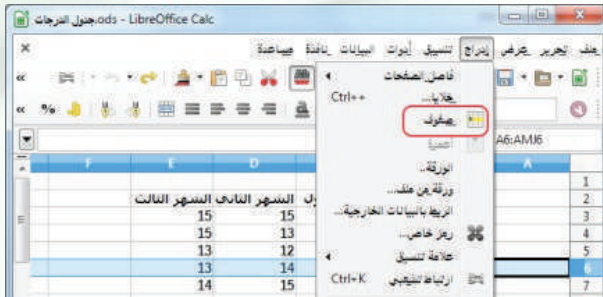 جدول الدرجات.ods - LibreOffice Calc
ملف تحرير عرض إدراج تنسيق أدوات البيانات نافذة مساعدة
فاصل الصفحات
خلايا... Ctrl++
صفوف
أعمدة
الورقة...
ورقة من ملف...
الربط بالبيانات الخارجية...
رمز خاص...
علامة تنسيق
ارتباط تشعبي Ctrl+K
A6:AMJ6
A D E F
1
2 الشهر الثاني الشهر الثالث
3 15 15
4 13 15
5 12 13
6 14 13
7 15 14